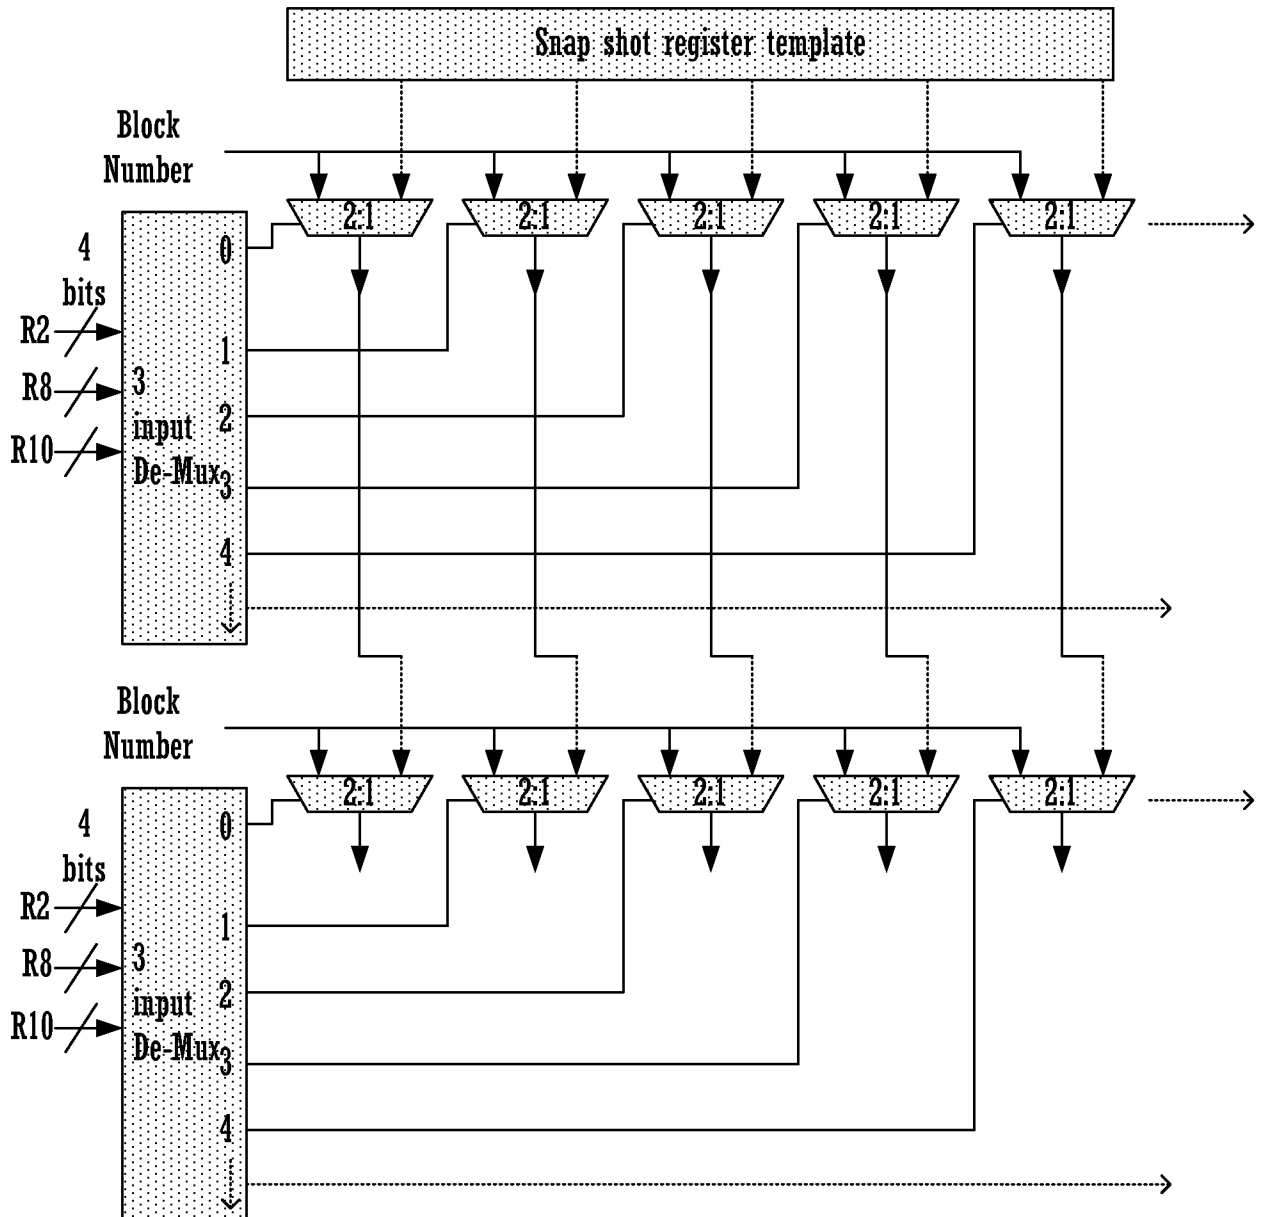 Snap shot register template
Block
Number
2:1 2:1 2:1 2:1 2:1
4
bits
0
R2
1
R8
3
2
input
R10
De-Mux
3
4
Block
Number
2:1 2:1 2:1 2:1 2:1
4
bits
0
R2
1
R8
3
2
input
R10
De-Mux
3
4